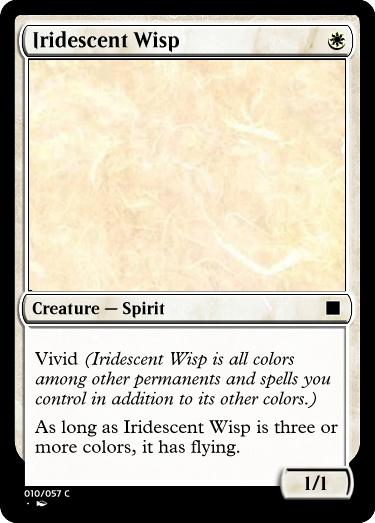 Iridescent Wisp
Creature — Spirit
Vivid (Iridescent Wisp is all colors
among other permanents and spells you
control in addition to its other colors.)
As long as Iridescent Wisp is three or
more colors, it has flying.
1/1
010/057 C